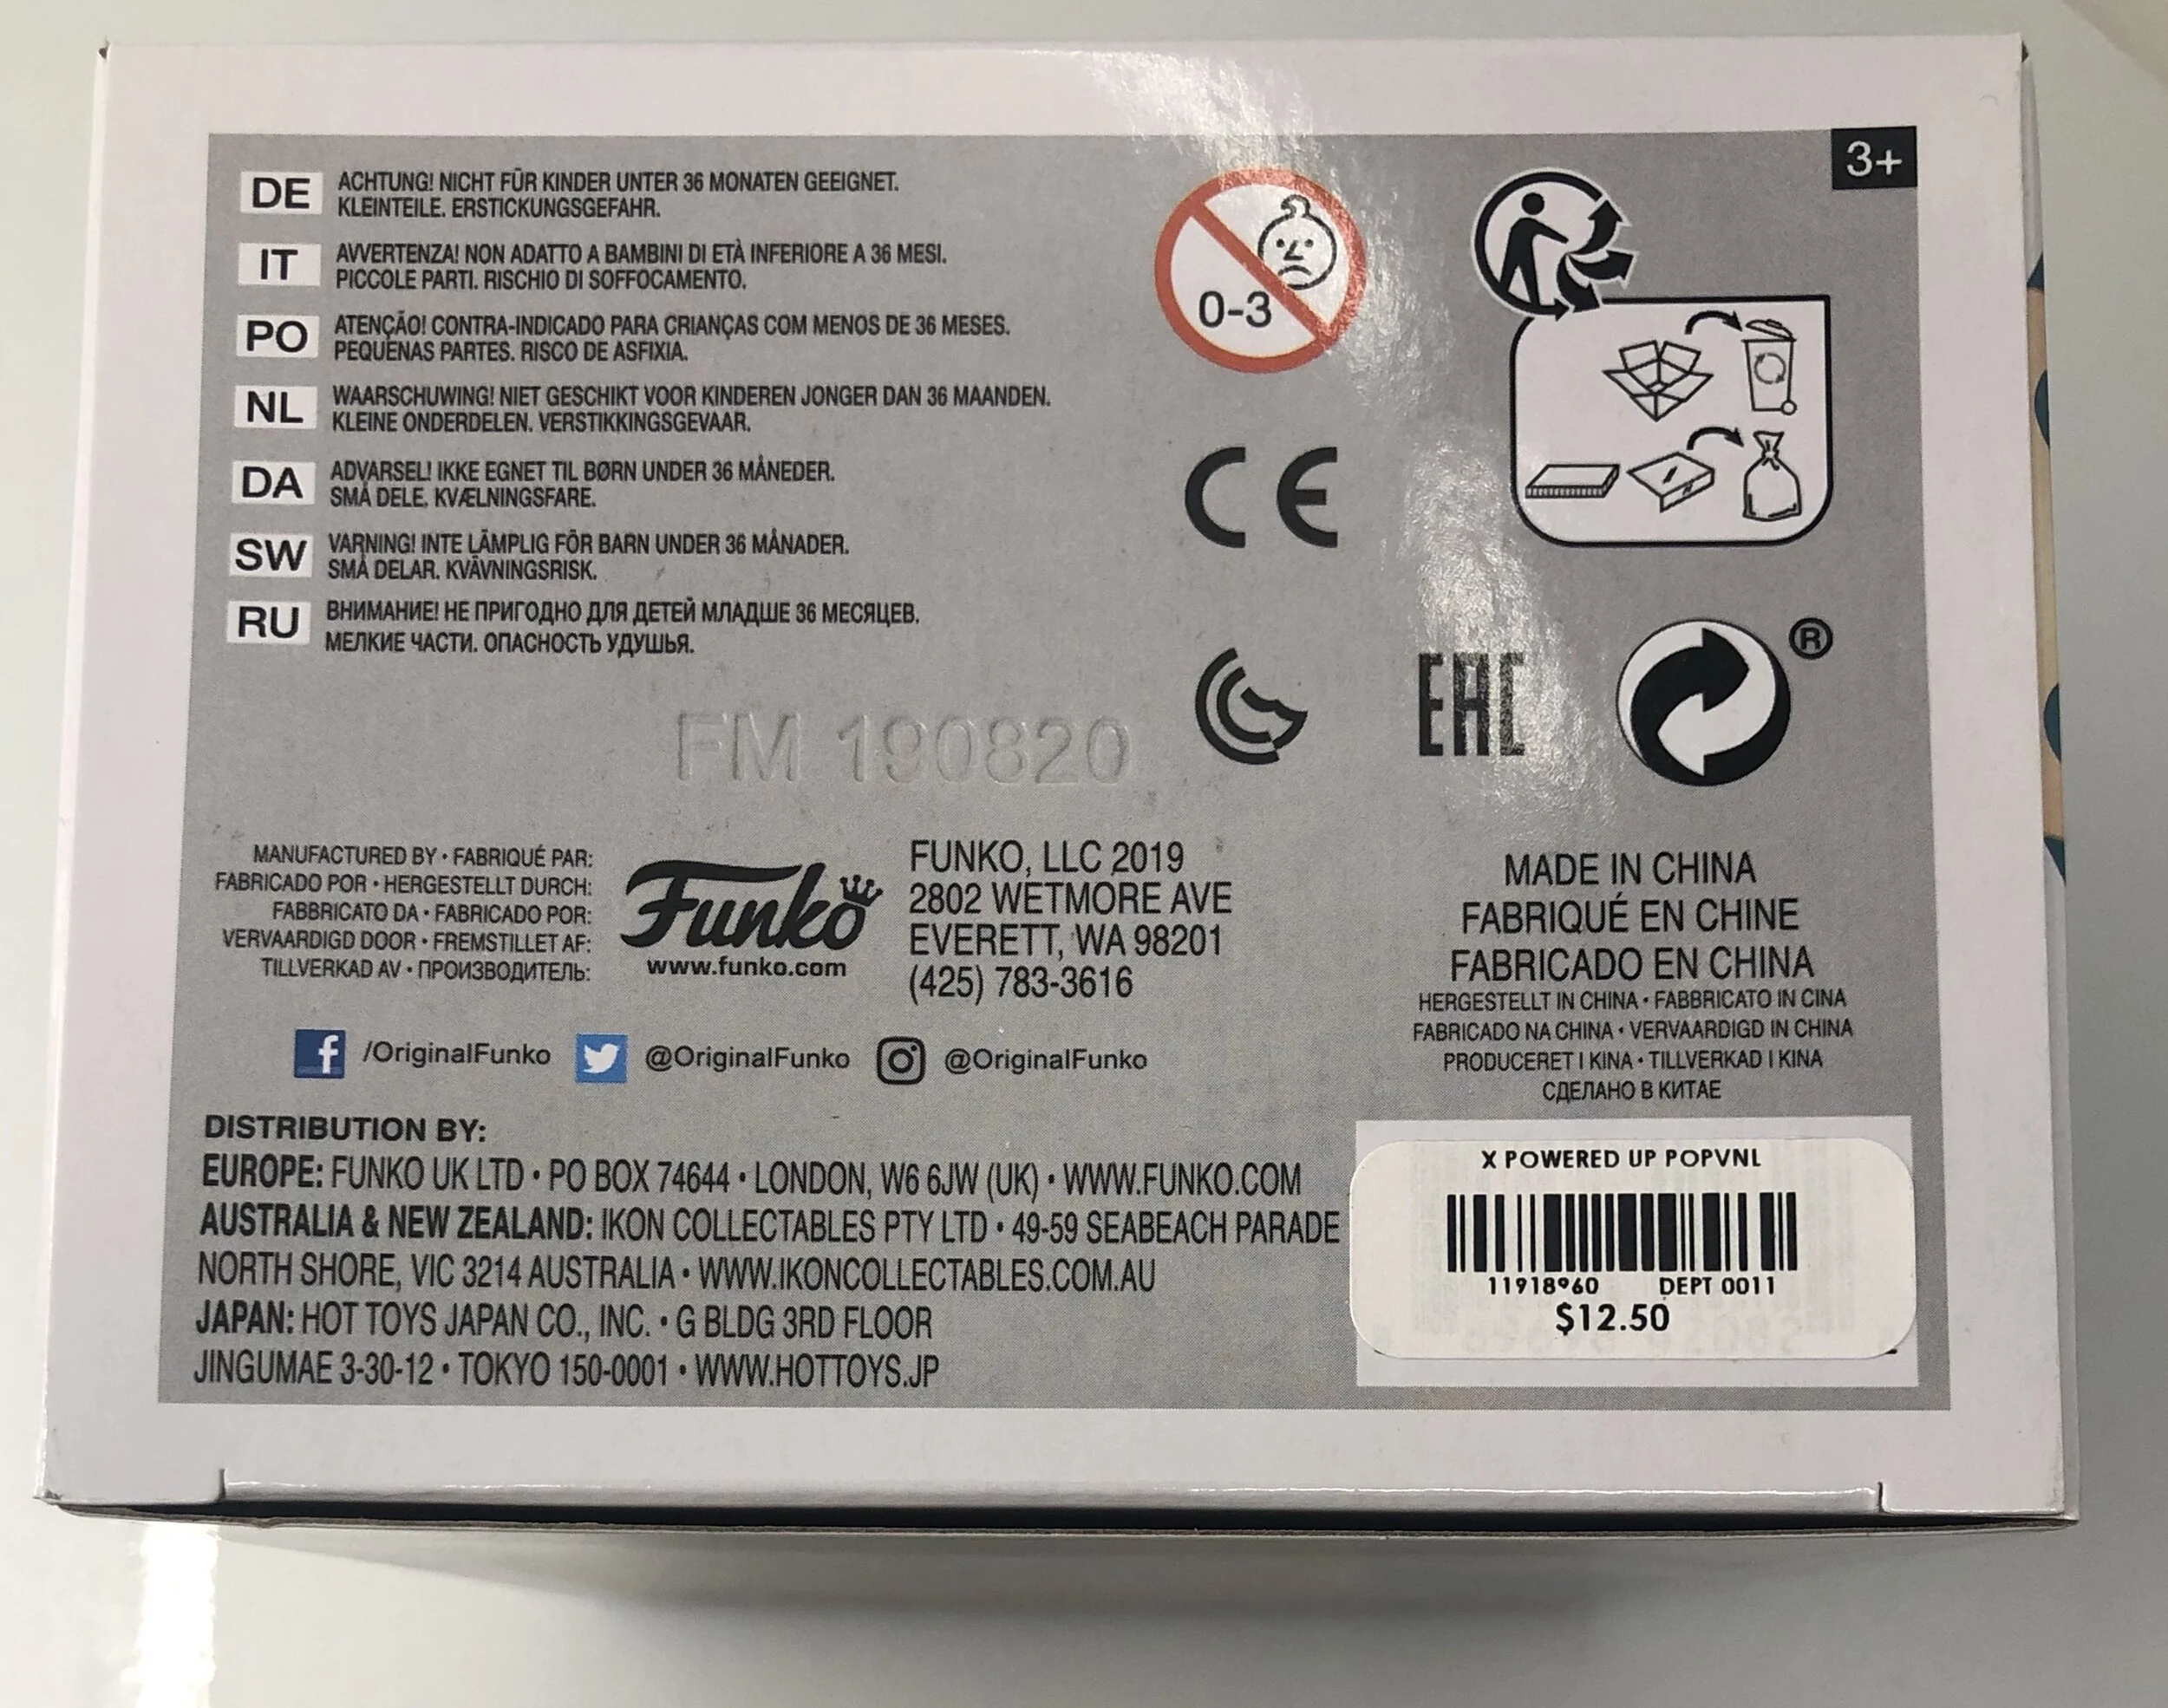 3+
DE
ACHTUNG! NICHT FÜR KINDER UNTER 36 MONATEN GEEIGNET.
KLEINTEILE. ERSTICKUNGSGEFAHR.
IT
AVVERTENZA! NON ADATTO A BAMBINI DI ETÀ INFERIORE A 36 MESI.
PICCOLE PARTI. RISCHIO DI SOFFOCAMENTO.
PO
ATENÇÃO! CONTRA-INDICADO PARA CRIANÇAS COM MENOS DE 36 MESES.
PEQUENAS PARTES. RISCO DE ASFIXIA.
NL
WAARSCHUWING! NIET GESCHIKT VOOR KINDEREN JONGER DAN 36 MAANDEN.
KLEINE ONDERDELEN. VERSTIKKINGSGEVAAR.
DA
ADVARSEL! IKKE EGNET TIL BØRN UNDER 36 MÅNEDER.
SMÅ DELE. KVÆLNINGSFARE.
SW
VARNING! INTE LÄMPLIG FÖR BARN UNDER 36 MÅNADER.
SMÅ DELAR. KVÄVNINGSRISK.
RU
ВНИМАНИЕ! НЕ ПРИГОДНО ДЛЯ ДЕТЕЙ МЛАДШЕ 36 МЕСЯЦЕВ.
МЕЛКИЕ ЧАСТИ. ОПАСНОСТЬ УДУШЬЯ.
0-3
CE
EAC
®
FM 190820
MANUFACTURED BY • FABRIQUÉ PAR:
FABRICADO POR • HERGESTELLT DURCH:
FABBRICATO DA • FABRICADO POR:
VERVAARDIGD DOOR • FREMSTILLET AF:
TILLVERKAD AV • ПРОИЗВОДИТЕЛЬ:
Funko
www.funko.com
FUNKO, LLC 2019
2802 WETMORE AVE
EVERETT, WA 98201
(425) 783-3616
MADE IN CHINA
FABRIQUÉ EN CHINE
FABRICADO EN CHINA
HERGESTELLT IN CHINA • FABBRICATO IN CINA
FABRICADO NA CHINA • VERVAARDIGD IN CHINA
PRODUCERET I KINA • TILLVERKAD I KINA
СДЕЛАНО В КИТАЕ
f /OriginalFunko @OriginalFunko @OriginalFunko
DISTRIBUTION BY:
EUROPE: FUNKO UK LTD • PO BOX 74644 • LONDON, W6 6JW (UK) • WWW.FUNKO.COM
AUSTRALIA & NEW ZEALAND: IKON COLLECTABLES PTY LTD • 49-59 SEABEACH PARADE
NORTH SHORE, VIC 3214 AUSTRALIA • WWW.IKONCOLLECTABLES.COM.AU
JAPAN: HOT TOYS JAPAN CO., INC. • G BLDG 3RD FLOOR
JINGUMAE 3-30-12 • TOKYO 150-0001 • WWW.HOTTOYS.JP
X POWERED UP POPVNL
11918960 DEPT 0011
$12.50